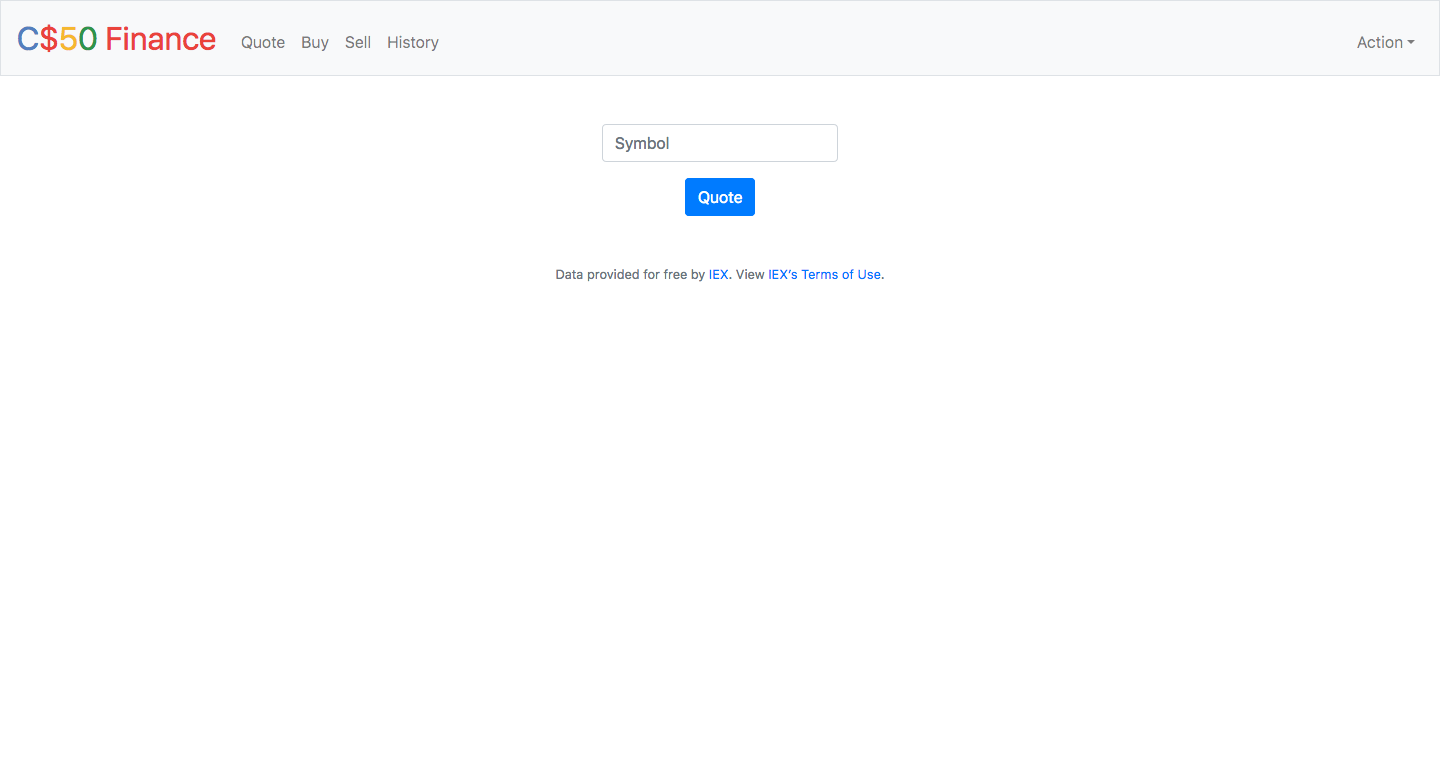 C$50 Finance Quote Buy Sell History Action
Symbol
Quote
Data provided for free by IEX. View IEX’s Terms of Use.